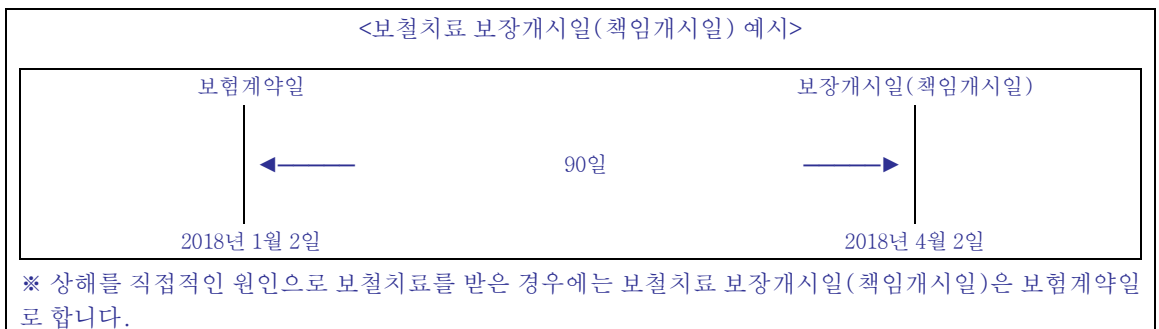 <보철치료 보장개시일(책임개시일) 예시>
보험계약일 보장개시일(책임개시일)
90일
2018년 1월 2일 2018년 4월 2일
※ 상해를 직접적인 원인으로 보철치료를 받은 경우에는 보철치료 보장개시일(책임개시일)은 보험계약일
로 합니다.